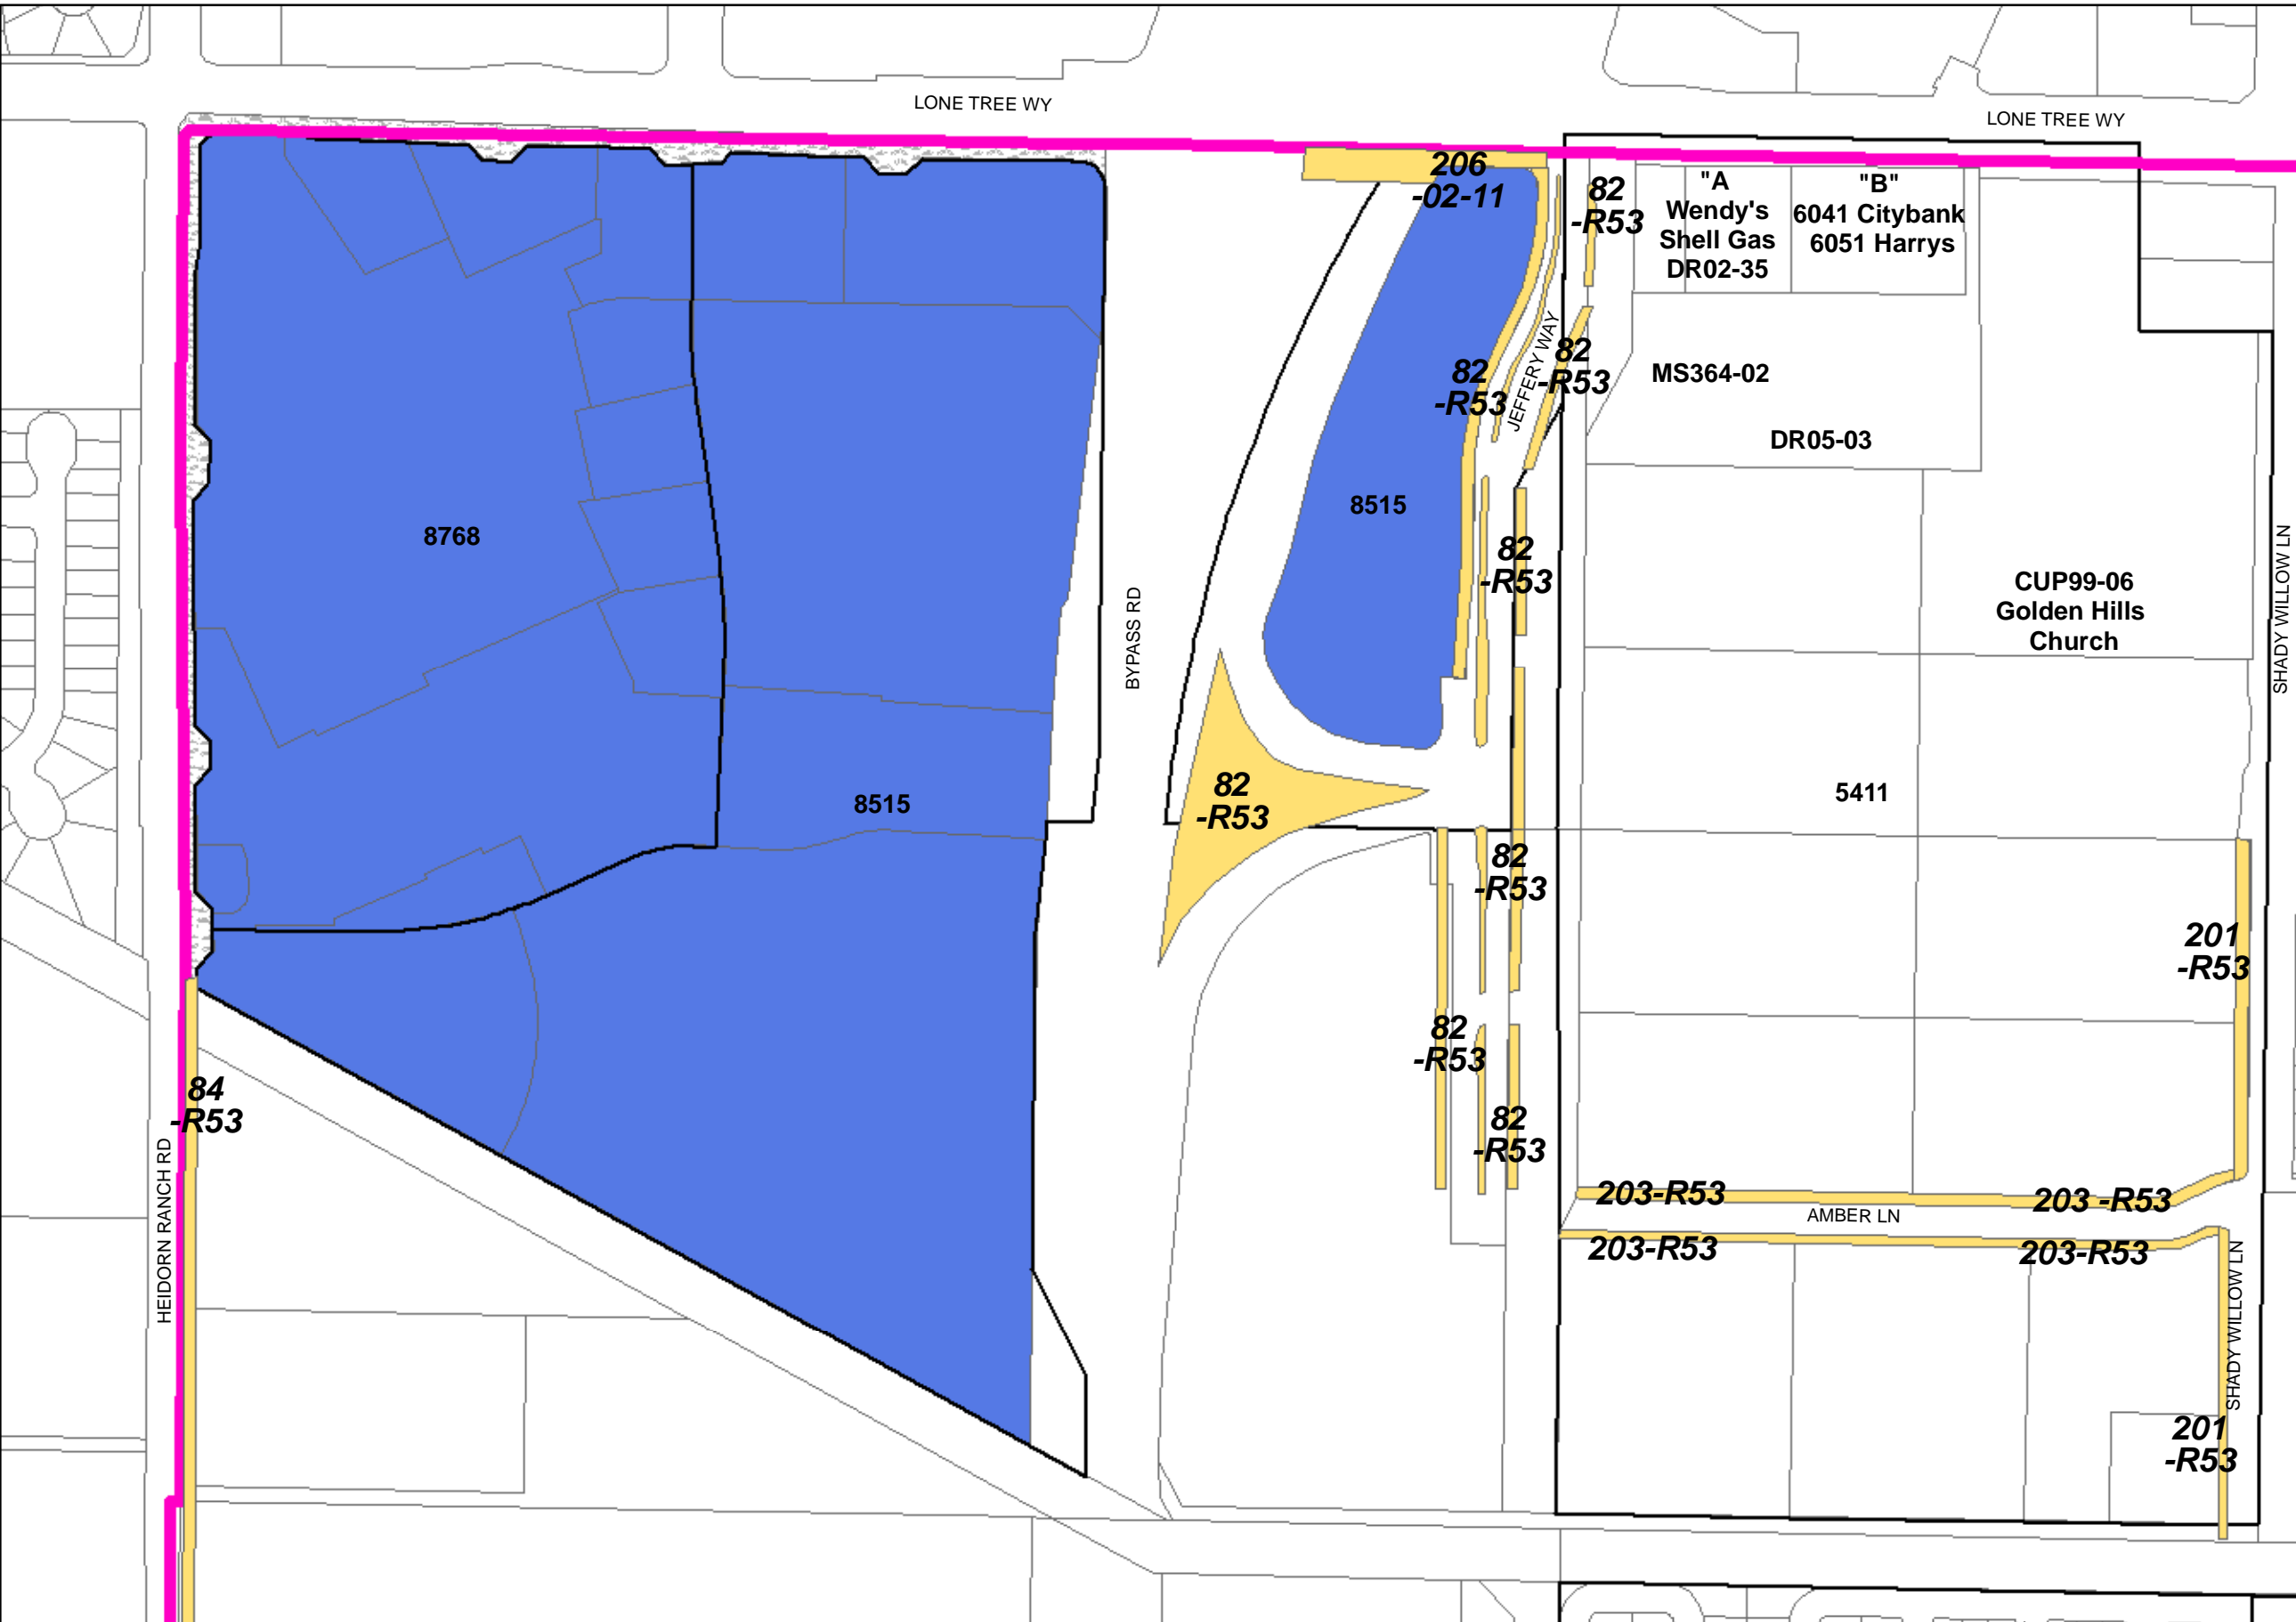 LONE TREE WY
LONE TREE WY
206
-02-11
82
-R53
"A
Wendy's
Shell Gas
DR02-35
"B"
6041 Citybank
6051 Harrys
JEFFERY WAY
82
-R53
82
-R53
MS364-02
DR05-03
8768
8515
82
-R53
BYPASS RD
CUP99-06
Golden Hills
Church
SHADY WILLOW LN
8515
82
-R53
5411
82
-R53
201
-R53
82
-R53
84
-R53
82
-R53
HEIDORN RANCH RD
203-R53
203 -R53
AMBER LN
203-R53
203-R53
SHADY WILLOW LN
201
-R53